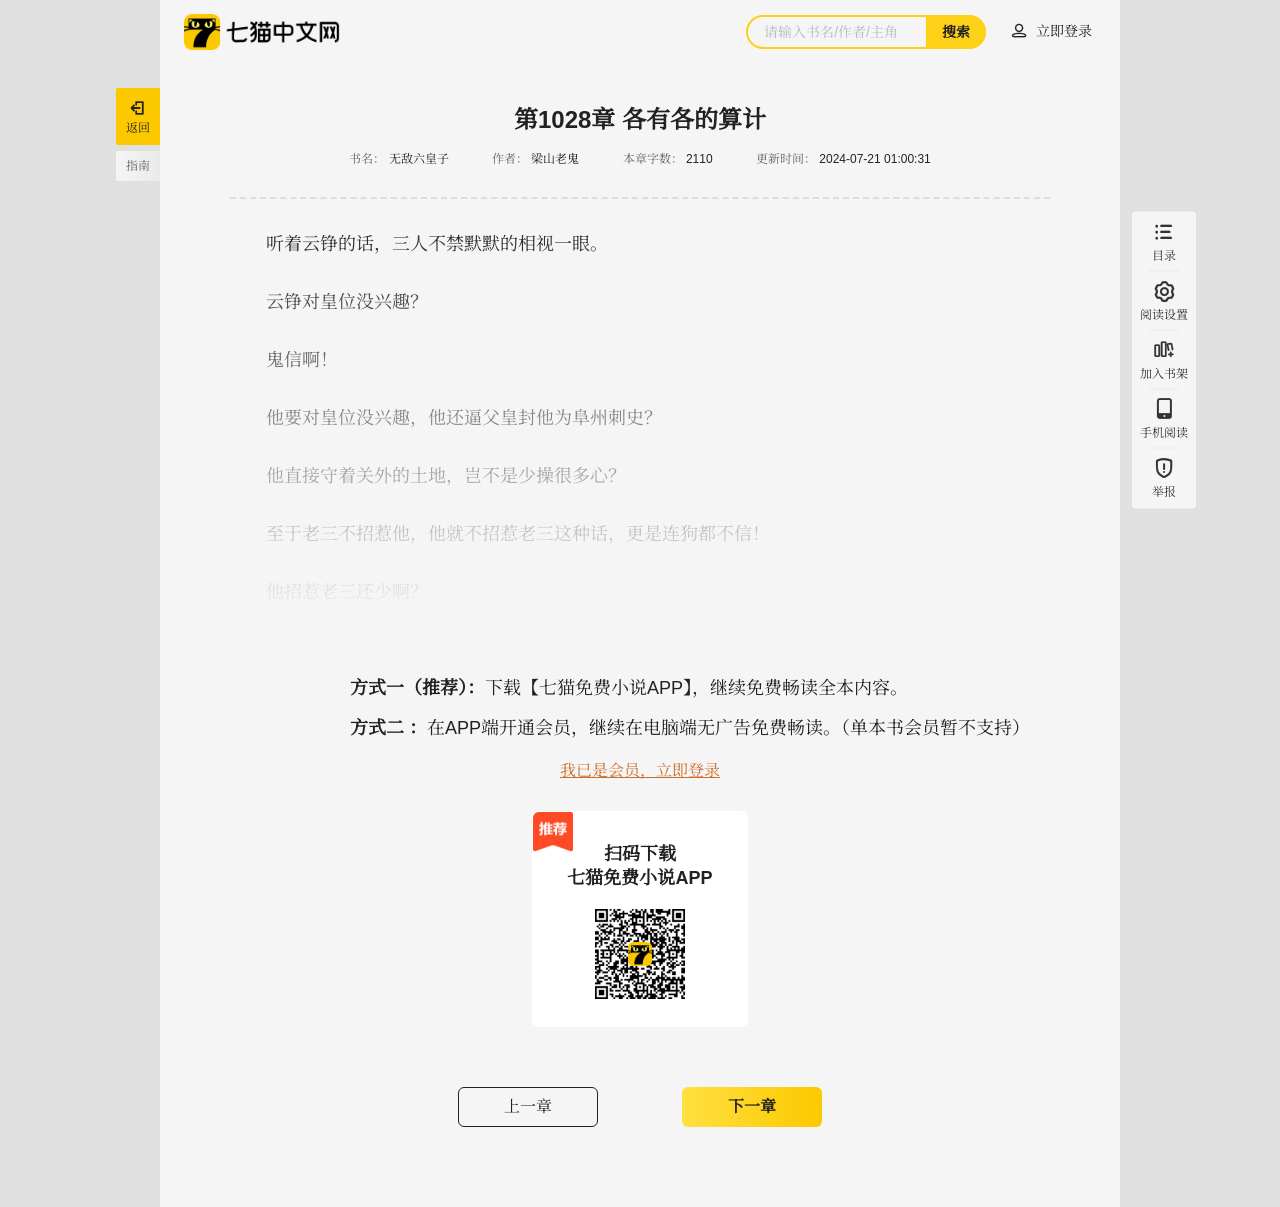 七猫中文网
请输入书名/作者/主角
搜索
立即登录
返回
指南
第1028章 各有各的算计
书名： 无敌六皇子 作者： 梁山老鬼 本章字数： 2110 更新时间： 2024-07-21 01:00:31
听着云铮的话，三人不禁默默的相视一眼。
云铮对皇位没兴趣？
鬼信啊！
他要对皇位没兴趣，他还逼父皇封他为阜州刺史？
他直接守着关外的土地，岂不是少操很多心？
至于老三不招惹他，他就不招惹老三这种话，更是连狗都不信！
他招惹老三还少啊？
目录
阅读设置
加入书架
手机阅读
举报
方式一（推荐）：下载【七猫免费小说APP】，继续免费畅读全本内容。
方式二 ：在APP端开通会员，继续在电脑端无广告免费畅读。（单本书会员暂不支持）
我已是会员，立即登录
推荐
扫码下载
七猫免费小说APP
上一章
下一章